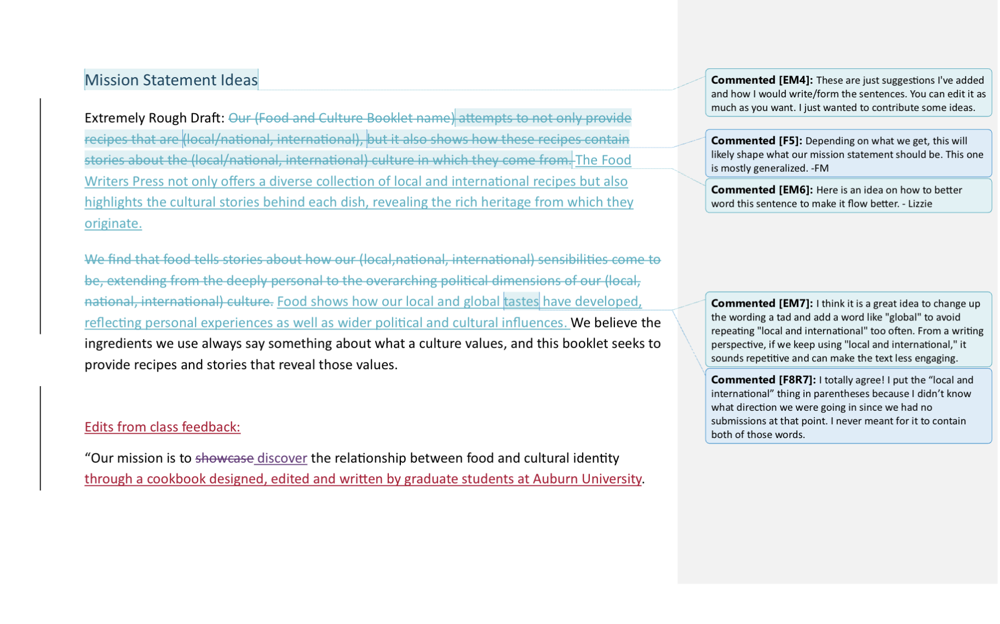 Mission Statement Ideas
Extremely Rough Draft: Our (Food and Culture Booklet name) attempts to not only provide
recipes that are (local/national, international), but it also shows how these recipes contain
stories about the (local/national, international) culture in which they come from. The Food
Writers Press not only offers a diverse collection of local and international recipes but also
highlights the cultural stories behind each dish, revealing the rich heritage from which they
originate.
We find that food tells stories about how our (local,national, international) sensibilities come to
be, extending from the deeply personal to the overarching political dimensions of our (local,
national, international) culture. Food shows how our local and global tastes have developed,
reflecting personal experiences as well as wider political and cultural influences. We believe the
ingredients we use always say something about what a culture values, and this booklet seeks to
provide recipes and stories that reveal those values.
Edits from class feedback:
“Our mission is to showcase discover the relationship between food and cultural identity
through a cookbook designed, edited and written by graduate students at Auburn University.
Commented [EM4]: These are just suggestions I've added
and how I would write/form the sentences. You can edit it as
much as you want. I just wanted to contribute some ideas.
Commented [F5]: Depending on what we get, this will
likely shape what our mission statement should be. This one
is mostly generalized. -FM
Commented [EM6]: Here is an idea on how to better
word this sentence to make it flow better. - Lizzie
Commented [EM7]: I think it is a great idea to change up
the wording a tad and add a word like "global" to avoid
repeating "local and international" too often. From a writing
perspective, if we keep using "local and international," it
sounds repetitive and can make the text less engaging.
Commented [F8R7]: I totally agree! I put the “local and
international” thing in parentheses because I didn’t know
what direction we were going in since we had no
submissions at that point. I never meant for it to contain
both of those words.